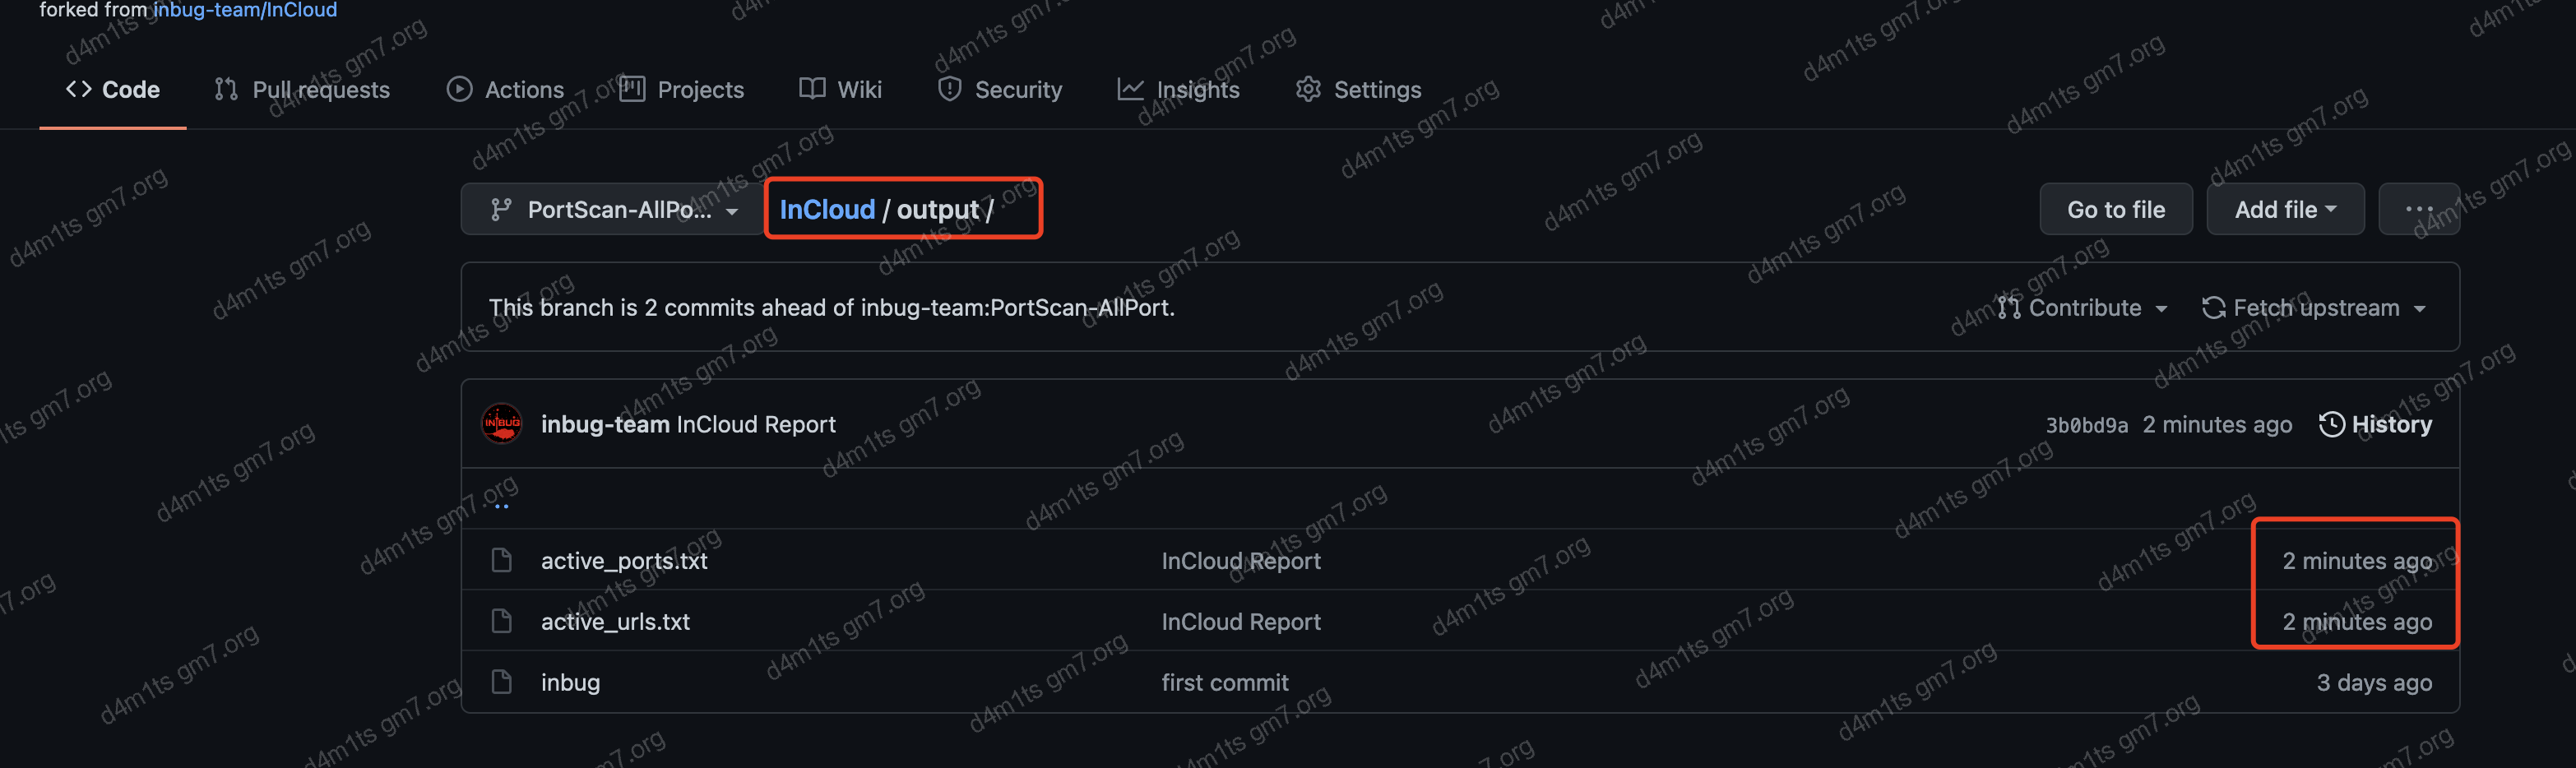 forked from inbug-team/InCloud
Code Pull requests Actions Projects Wiki Security Insights Settings
PortScan-AllPo... InCloud / output / Go to file Add file ...
This branch is 2 commits ahead of inbug-team:PortScan-AllPort. Contribute Fetch upstream
INBUG inbug-team InCloud Report 3b0bd9a 2 minutes ago History
..
active_ports.txt InCloud Report 2 minutes ago
active_urls.txt InCloud Report 2 minutes ago
inbug first commit 3 days ago
d4m1ts gm7.org